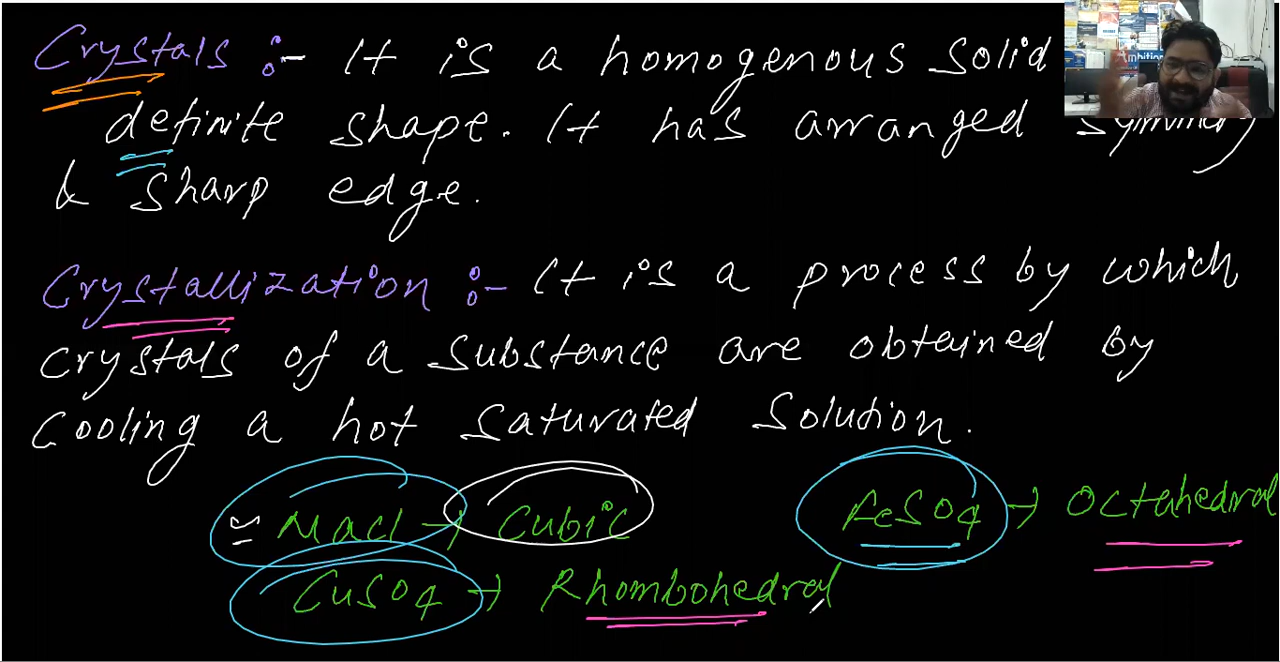 Crystals :- It is a homogenous solid
definite shape. It has arranged
& sharp edge.
Crystallization :- It is a process by which
crystals of a substance are obtained by
cooling a hot saturated solution.
NaCl → Cubic
FeSO4 → Octahedral
CuSO4 → Rhombohedral
Ambition